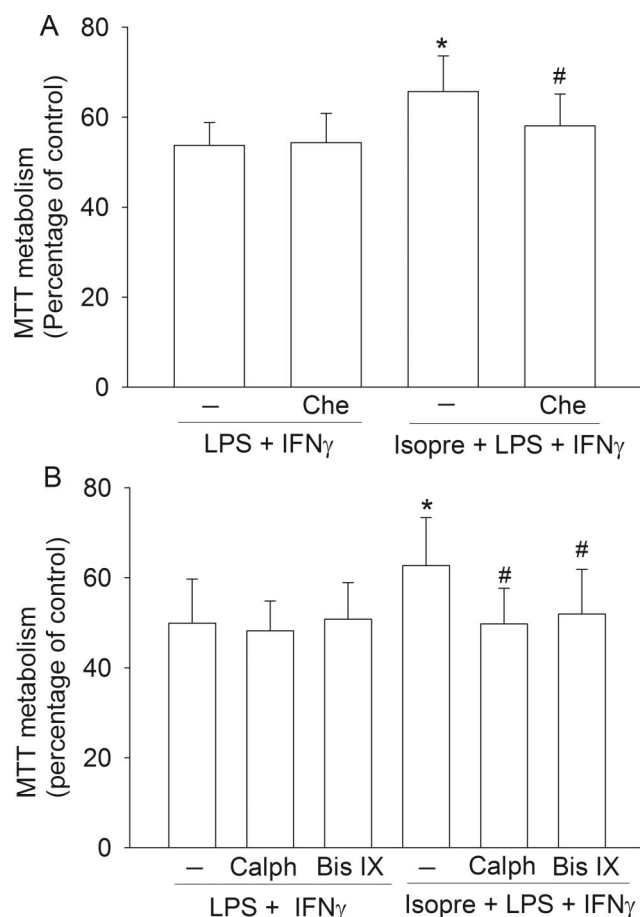 A
MTT metabolism
(Percentage of control)
80
60
40
20
0
*
#
– Che – Che
LPS + IFNγ Isopre + LPS + IFNγ
B
MTT metabolism
(percentage of control)
80
60
40
20
0
*
#
#
– Calph Bis IX – Calph Bis IX
LPS + IFNγ Isopre + LPS + IFNγ